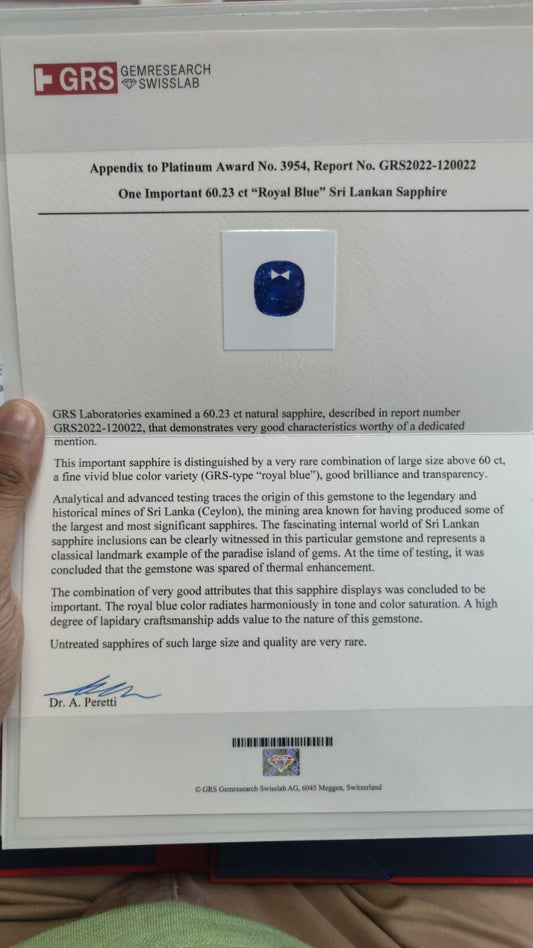 GRS GEMRESEARCH
SWISSLAB
Appendix to Platinum Award No. 3954, Report No. GRS2022-120022
One Important 60.23 ct “Royal Blue” Sri Lankan Sapphire
GRS Laboratories examined a 60.23 ct natural sapphire, described in report number
GRS2022-120022, that demonstrates very good characteristics worthy of a dedicated
mention.
This important sapphire is distinguished by a very rare combination of large size above 60 ct,
a fine vivid blue color variety (GRS-type “royal blue”), good brilliance and transparency.
Analytical and advanced testing traces the origin of this gemstone to the legendary and
historical mines of Sri Lanka (Ceylon), the mining area known for having produced some of
the largest and most significant sapphires. The fascinating internal world of Sri Lankan
sapphire inclusions can be clearly witnessed in this particular gemstone and represents a
classical landmark example of the paradise island of gems. At the time of testing, it was
concluded that the gemstone was spared of thermal enhancement.
The combination of very good attributes that this sapphire displays was concluded to be
important. The royal blue color radiates harmoniously in tone and color saturation. A high
degree of lapidary craftsmanship adds value to the nature of this gemstone.
Untreated sapphires of such large size and quality are very rare.
Dr. A. Peretti
© GRS Gemresearch Swisslab AG, 6045 Meggen, Switzerland